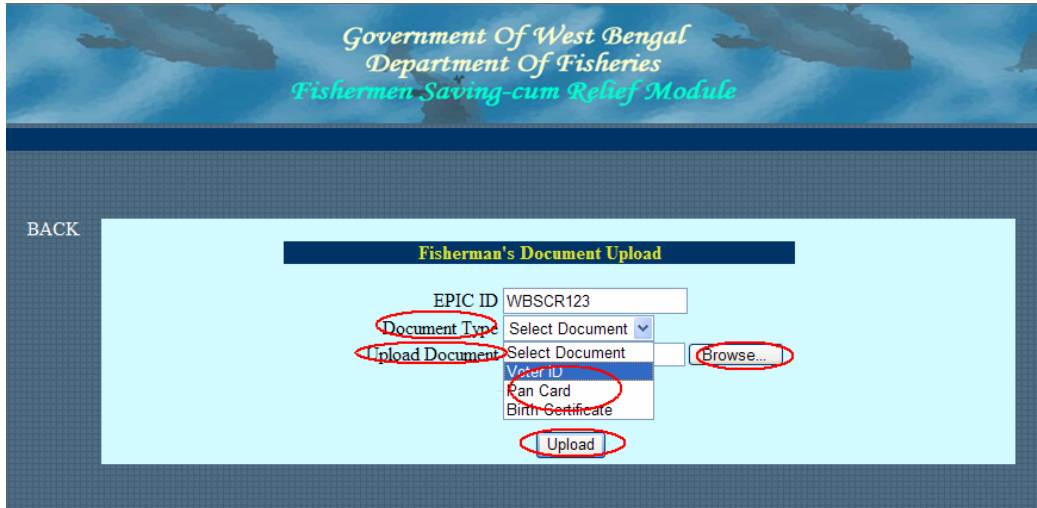 Government Of West Bengal
Department Of Fisheries
Fishermen Saving-cum Relief Module
BACK
Fisherman's Document Upload
EPIC ID WBSCR123
Document Type Select Document
Upload Document Browse...
Select Document
Voter ID
Pan Card
Birth Certificate
Upload